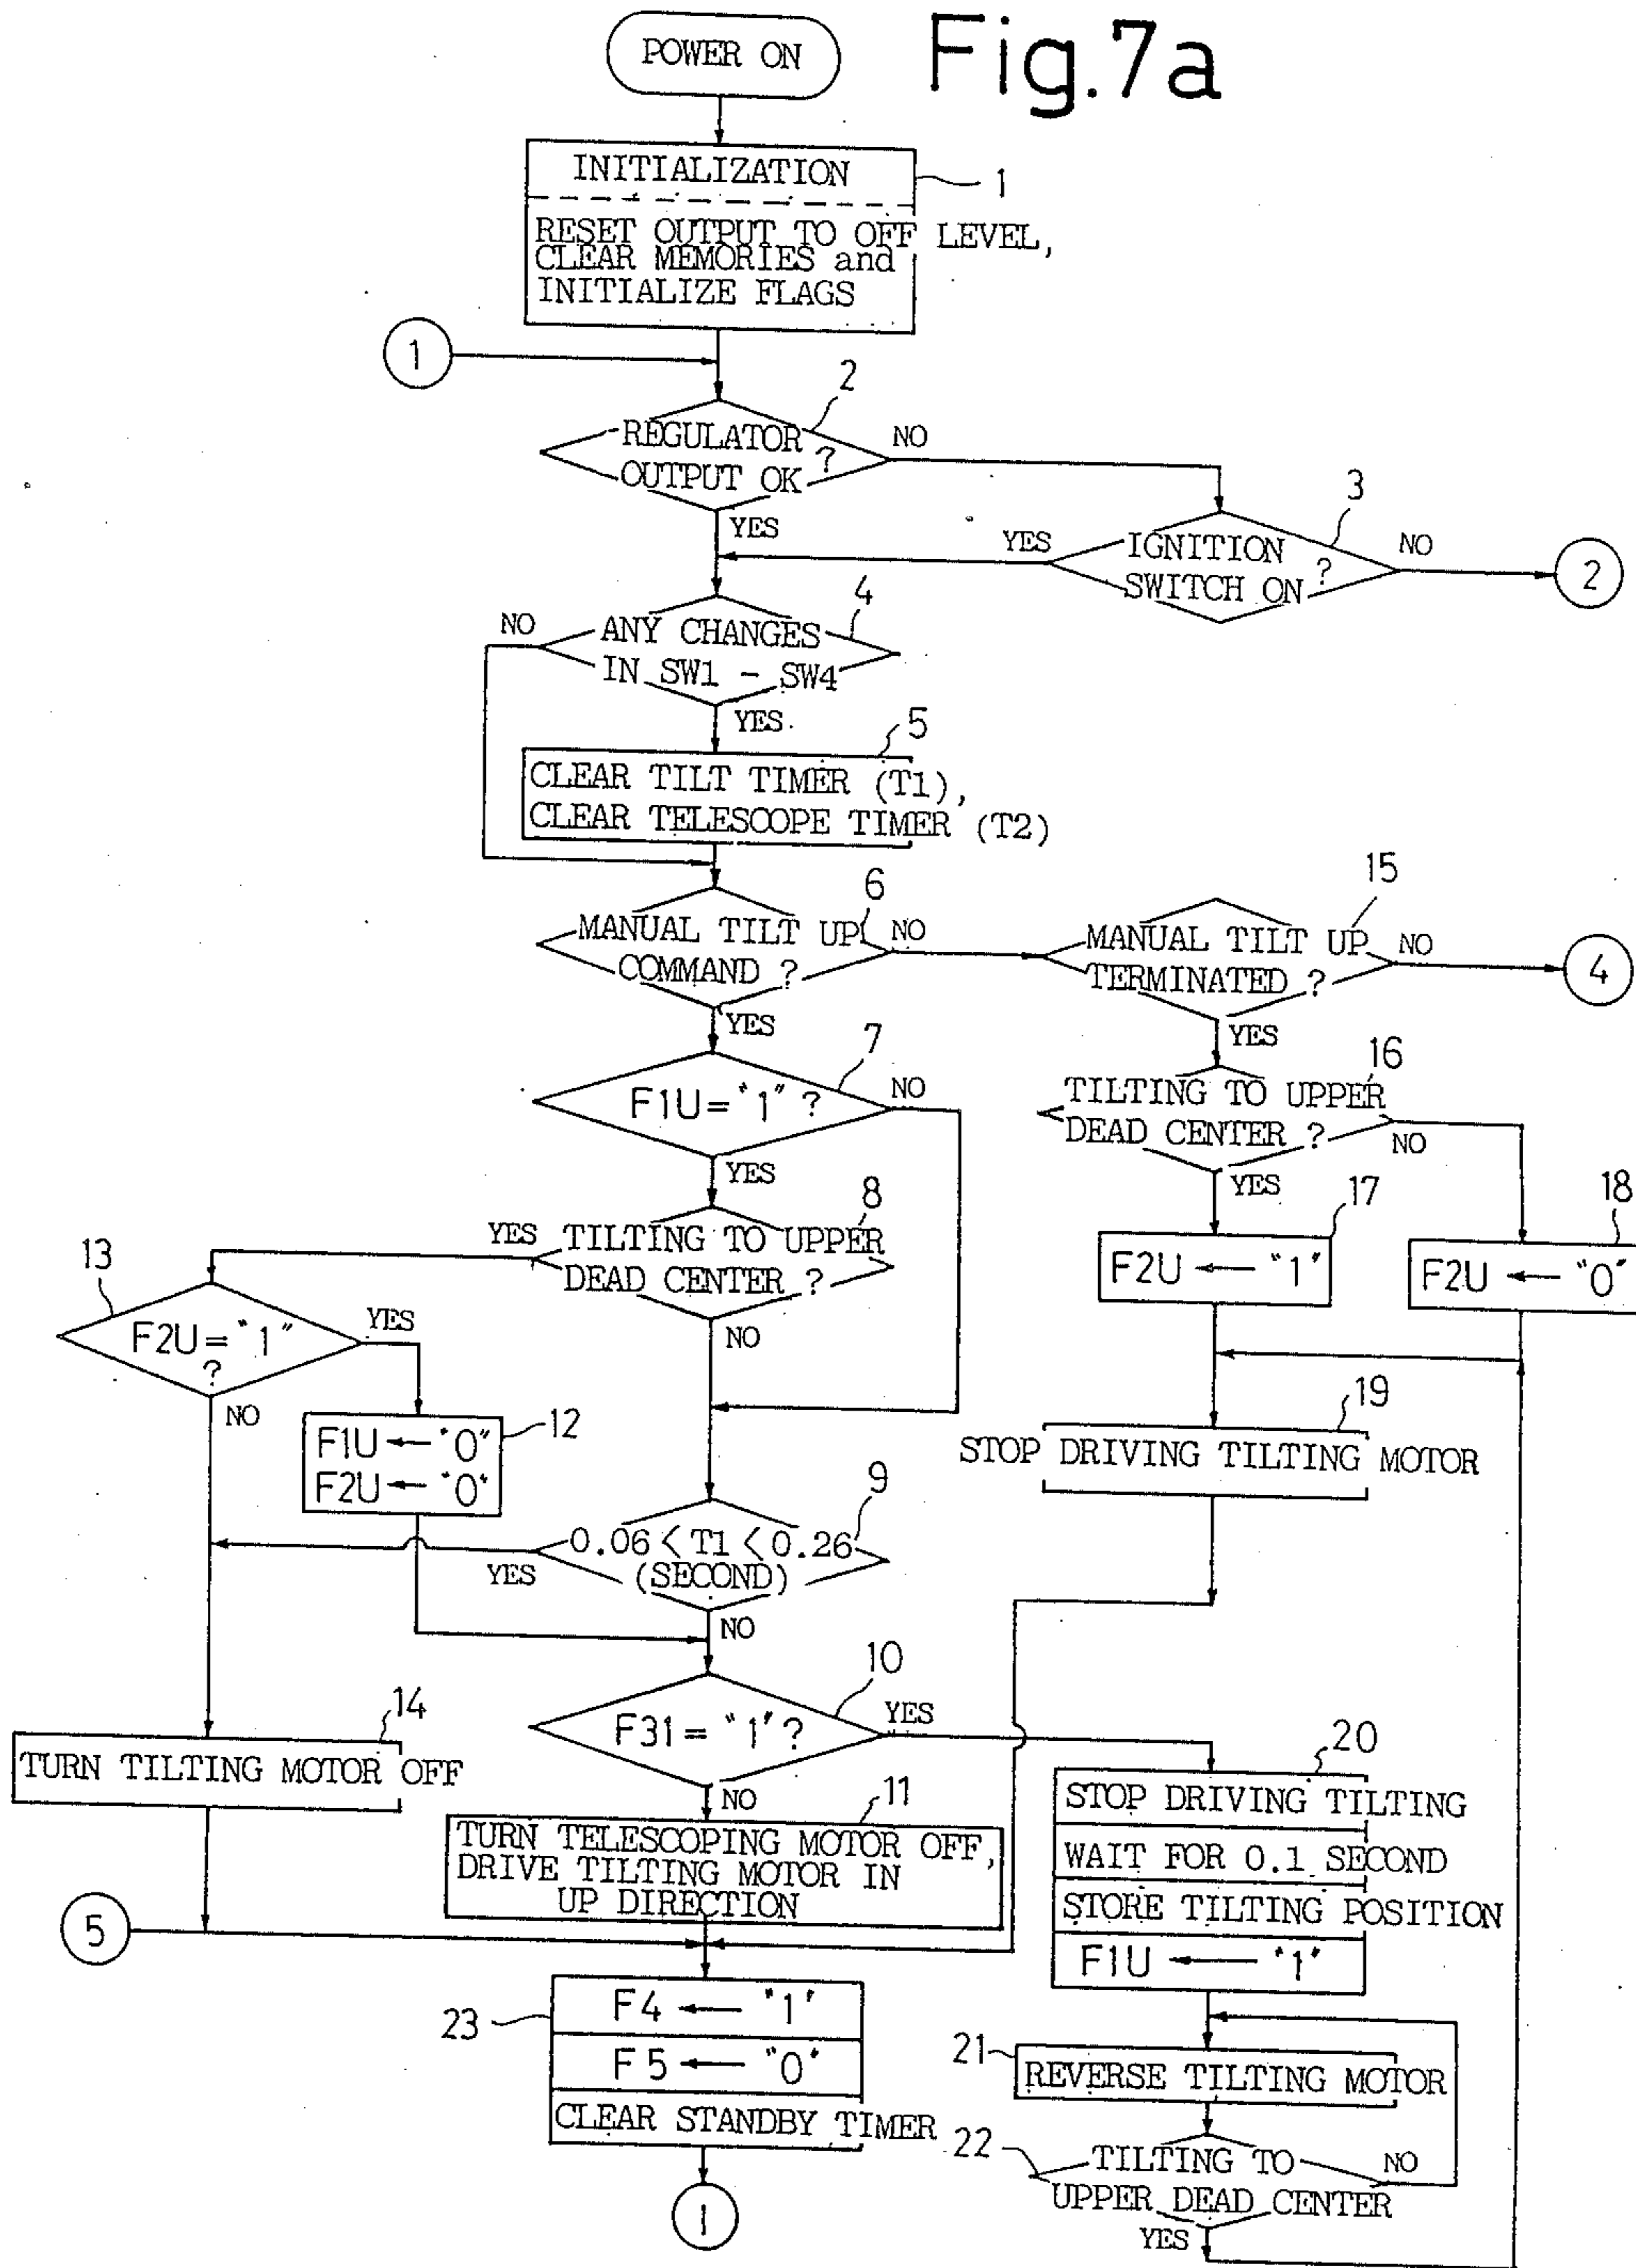 Fig.7a
POWER ON
INITIALIZATION
1
RESET OUTPUT TO OFF LEVEL,
CLEAR MEMORIES and
INITIALIZE FLAGS
1
2
REGULATOR
OUTPUT OK
?
NO
YES
3
IGNITION
SWITCH ON
?
YES
NO
2
4
NO
ANY CHANGES
IN SW1 - SW4
YES
5
CLEAR TILT TIMER (T1),
CLEAR TELESCOPE TIMER (T2)
6
MANUAL TILT UP
COMMAND ?
NO
YES
15
MANUAL TILT UP
TERMINATED ?
NO
4
YES
7
F1U = "1" ?
NO
YES
16
TILTING TO UPPER
DEAD CENTER ?
NO
YES
8
YES
TILTING TO UPPER
DEAD CENTER ?
NO
17
F2U ← "1"
18
F2U ← "0"
13
F2U = "1"
?
YES
NO
12
F1U ← "0"
F2U ← "0"
19
STOP DRIVING TILTING MOTOR
9
0.06 < T1 < 0.26
(SECOND)
YES
NO
10
F31 = "1" ?
YES
NO
14
TURN TILTING MOTOR OFF
11
TURN TELESCOPING MOTOR OFF,
DRIVE TILTING MOTOR IN
UP DIRECTION
20
STOP DRIVING TILTING
WAIT FOR 0.1 SECOND
STORE TILTING POSITION
F1U ← "1"
5
23
F4 ← "1"
F5 ← "0"
CLEAR STANDBY TIMER
1
21
REVERSE TILTING MOTOR
22
TILTING TO
UPPER DEAD CENTER
NO
YES